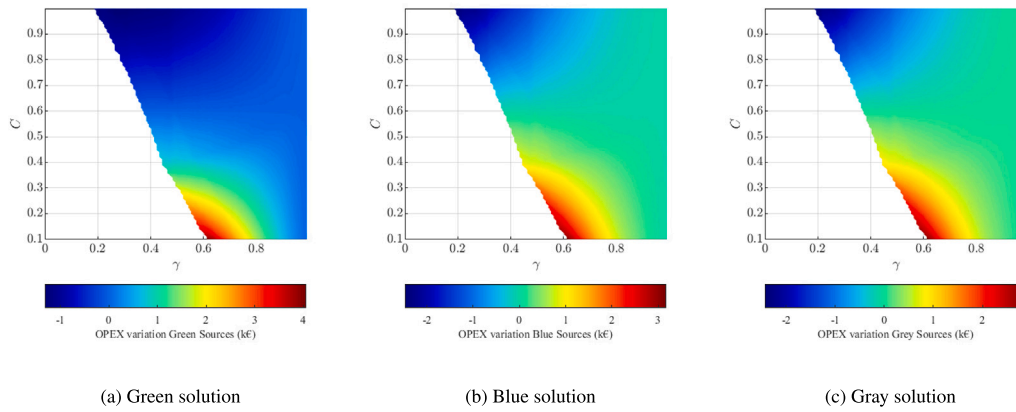 0.9
0.8
0.7
0.6
0.5
0.4
0.3
0.2
0.1
C
0 0.2 0.4 0.6 0.8
γ
-1 0 1 2 3 4
OPEX variation Green Sources (k€)
(a) Green solution
0.9
0.8
0.7
0.6
0.5
0.4
0.3
0.2
0.1
C
0 0.2 0.4 0.6 0.8
γ
-2 -1 0 1 2 3
OPEX variation Blue Sources (k€)
(b) Blue solution
0.9
0.8
0.7
0.6
0.5
0.4
0.3
0.2
0.1
C
0 0.2 0.4 0.6 0.8
γ
-2 -1 0 1 2
OPEX variation Grey Sources (k€)
(c) Gray solution